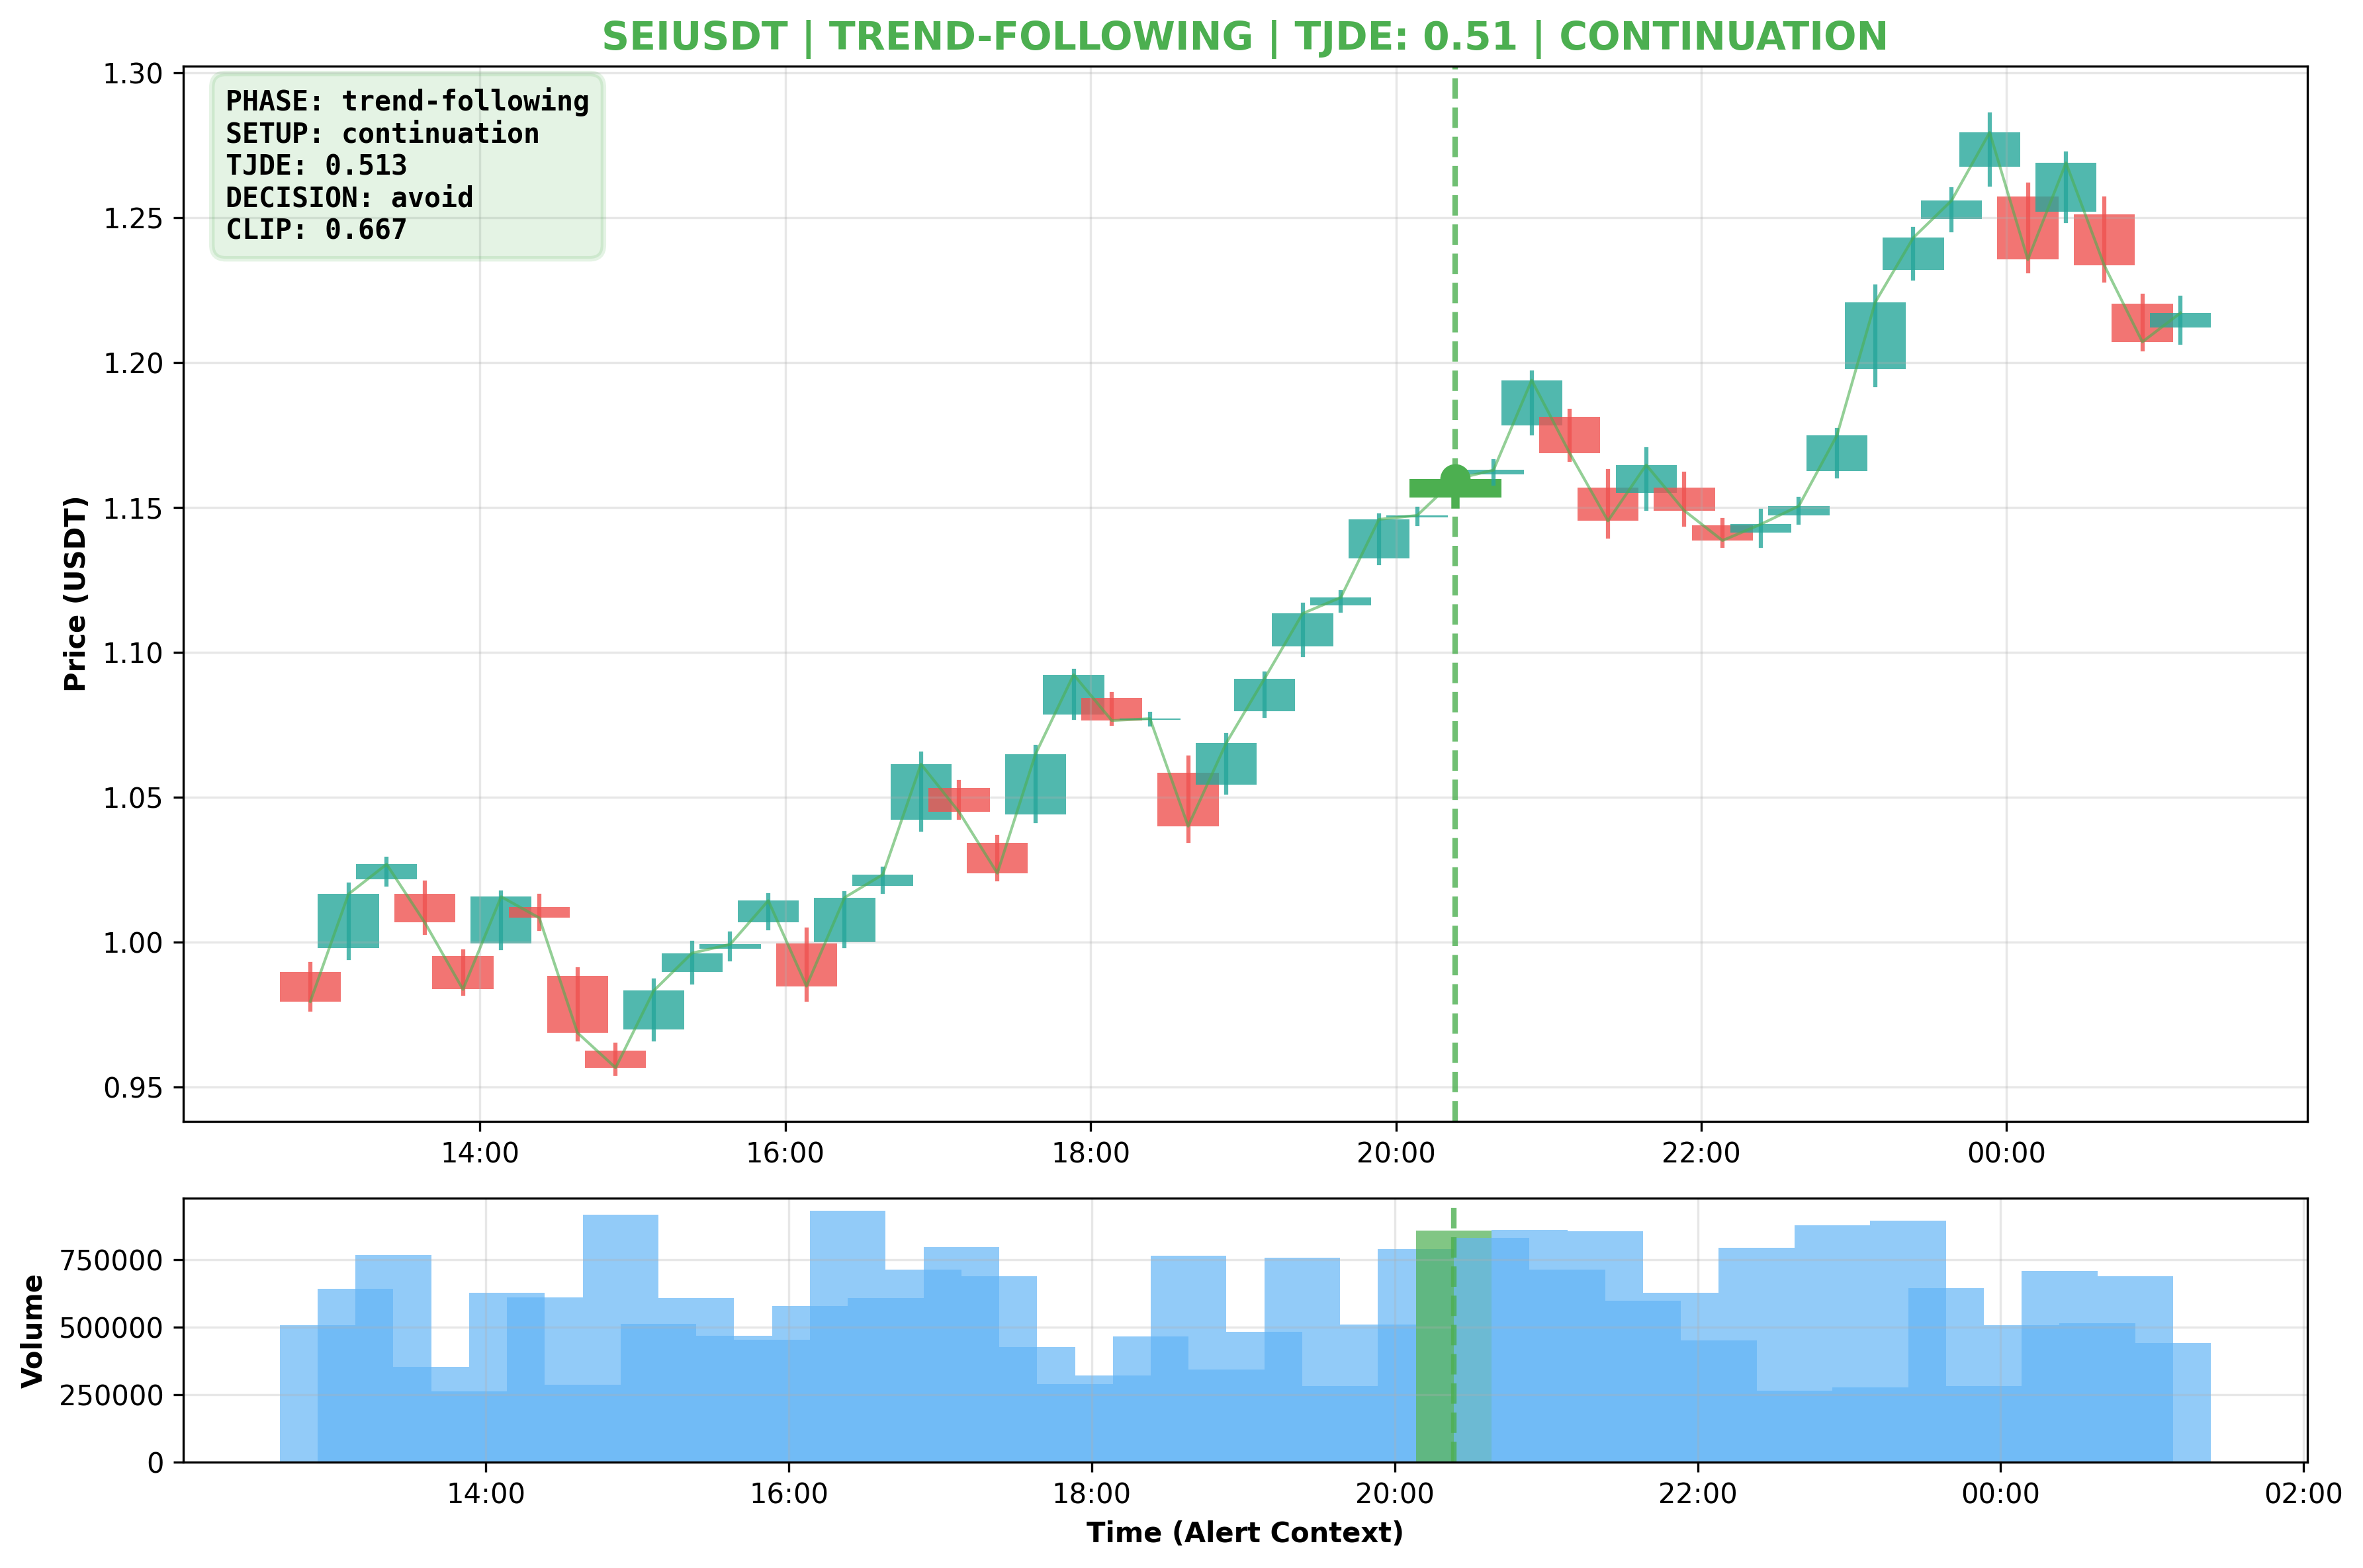 SEIUSDT | TREND-FOLLOWING | TJDE: 0.51 | CONTINUATION
PHASE: trend-following
SETUP: continuation
TJDE: 0.513
DECISION: avoid
CLIP: 0.667
Price (USDT)
1.30
1.25
1.20
1.15
1.10
1.05
1.00
0.95
14:00 16:00 18:00 20:00 22:00 00:00
Volume
750000
500000
250000
0
14:00 16:00 18:00 20:00 22:00 00:00 02:00
Time (Alert Context)